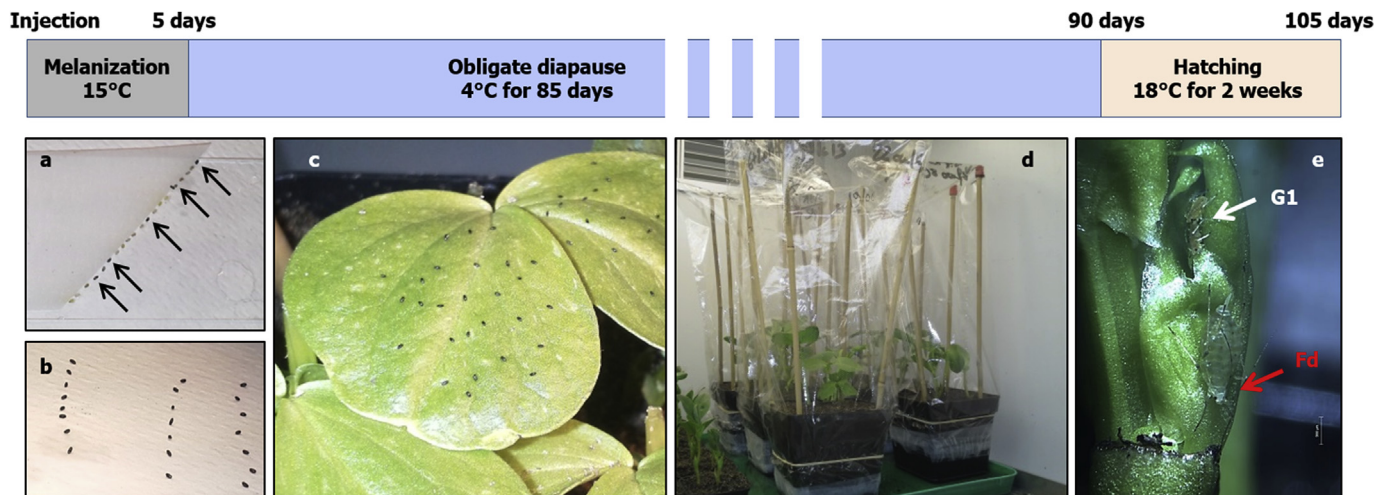 Injection 5 days 90 days 105 days
Melanization Obligate diapause Hatching
15°C 4°C for 85 days 18°C for 2 weeks
a
b
c
d
e
G1
Fd